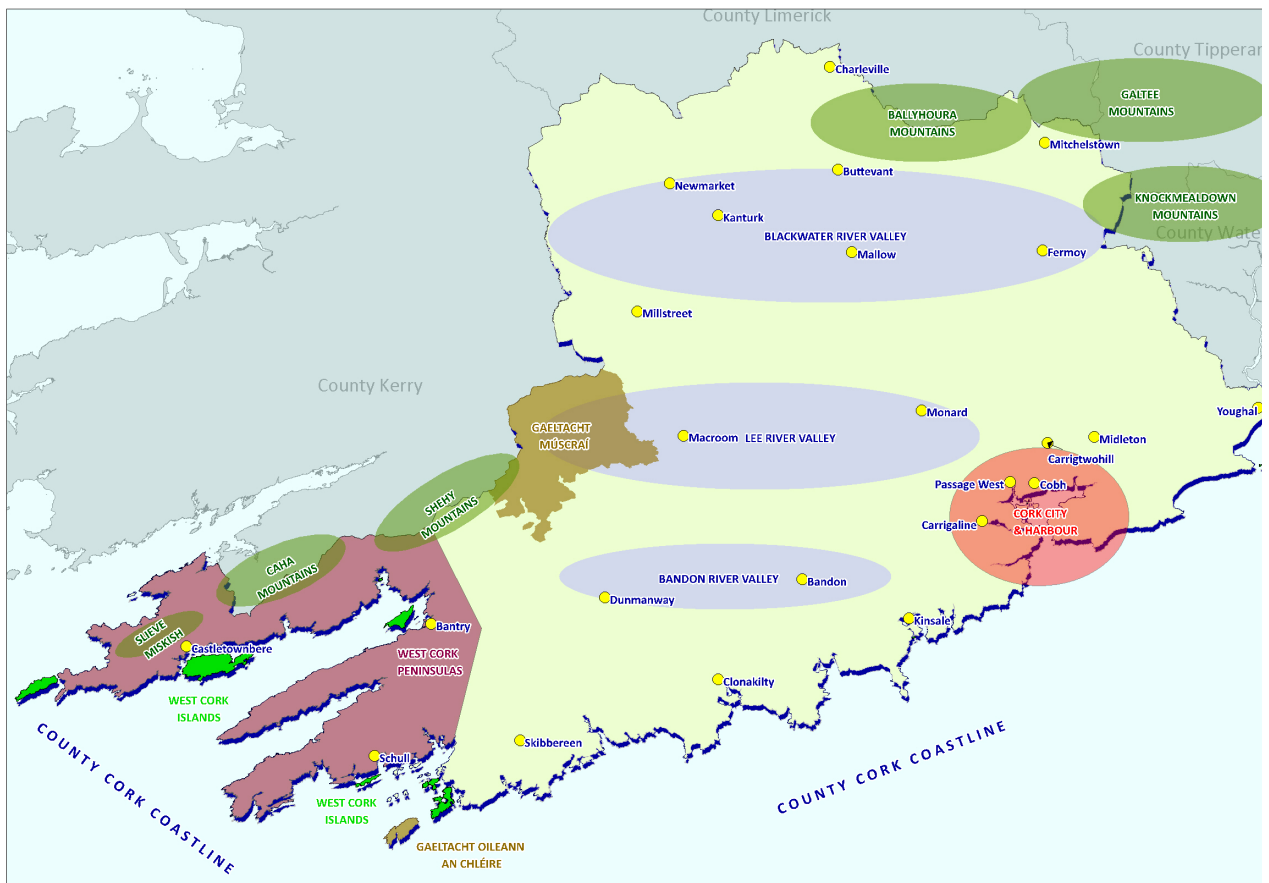 County Limerick
County Tipperar
Charleville
GALTEE
MOUNTAINS
BALLYHOURA
MOUNTAINS
Mitchelstown
Buttevant
Newmarket
KNOCKMEALDOWN
MOUNTAINS
Kanturk
BLACKWATER RIVER VALLEY
County Wate
Mallow
Fermoy
Millstreet
County Kerry
Monard
Youghal
GAELTACHT
MÚSCRAÍ
Macroom
LEE RIVER VALLEY
Midleton
Carrigtwohill
Passage West
Cobh
SHEHY
MOUNTAINS
CORK CITY
& HARBOUR
Carrigaline
CAHA
MOUNTAINS
BANDON RIVER VALLEY
Bandon
Dunmanway
Kinsale
Bantry
SLIEVE
MISKISH
Castletownbere
WEST CORK
PENINSULAS
WEST CORK
ISLANDS
Clonakilty
Skibbereen
Schull
COUNTY CORK COASTLINE
COUNTY CORK COASTLINE
WEST CORK
ISLANDS
GAELTACHT OILEANN
AN CHLÉIRE